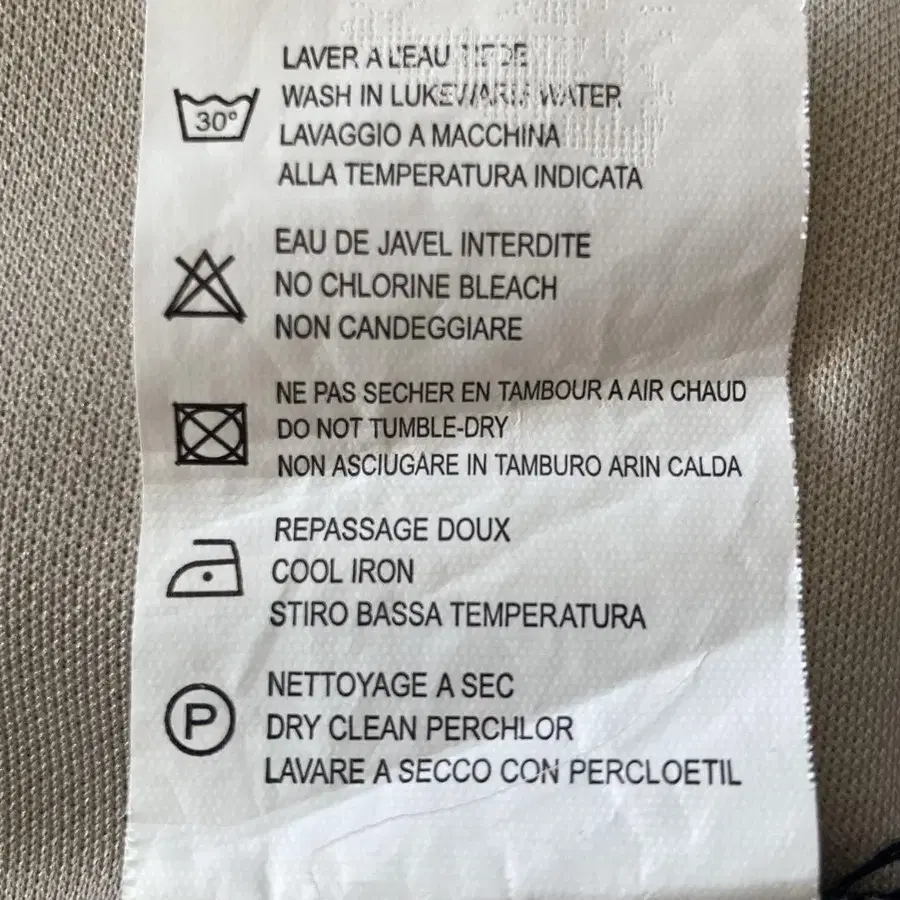 LAVER A L'EAU TIEDE
30°
WASH IN LUKEWARM WATER
LAVAGGIO A MACCHINA
ALLA TEMPERATURA INDICATA
EAU DE JAVEL INTERDITE
NO CHLORINE BLEACH
NON CANDEGGIARE
NE PAS SECHER EN TAMBOUR A AIR CHAUD
DO NOT TUMBLE-DRY
NON ASCIUGARE IN TAMBURO ARIN CALDA
REPASSAGE DOUX
COOL IRON
STIRO BASSA TEMPERATURA
NETTOYAGE A SEC
P
DRY CLEAN PERCHLOR
LAVARE A SECCO CON PERCLOETIL